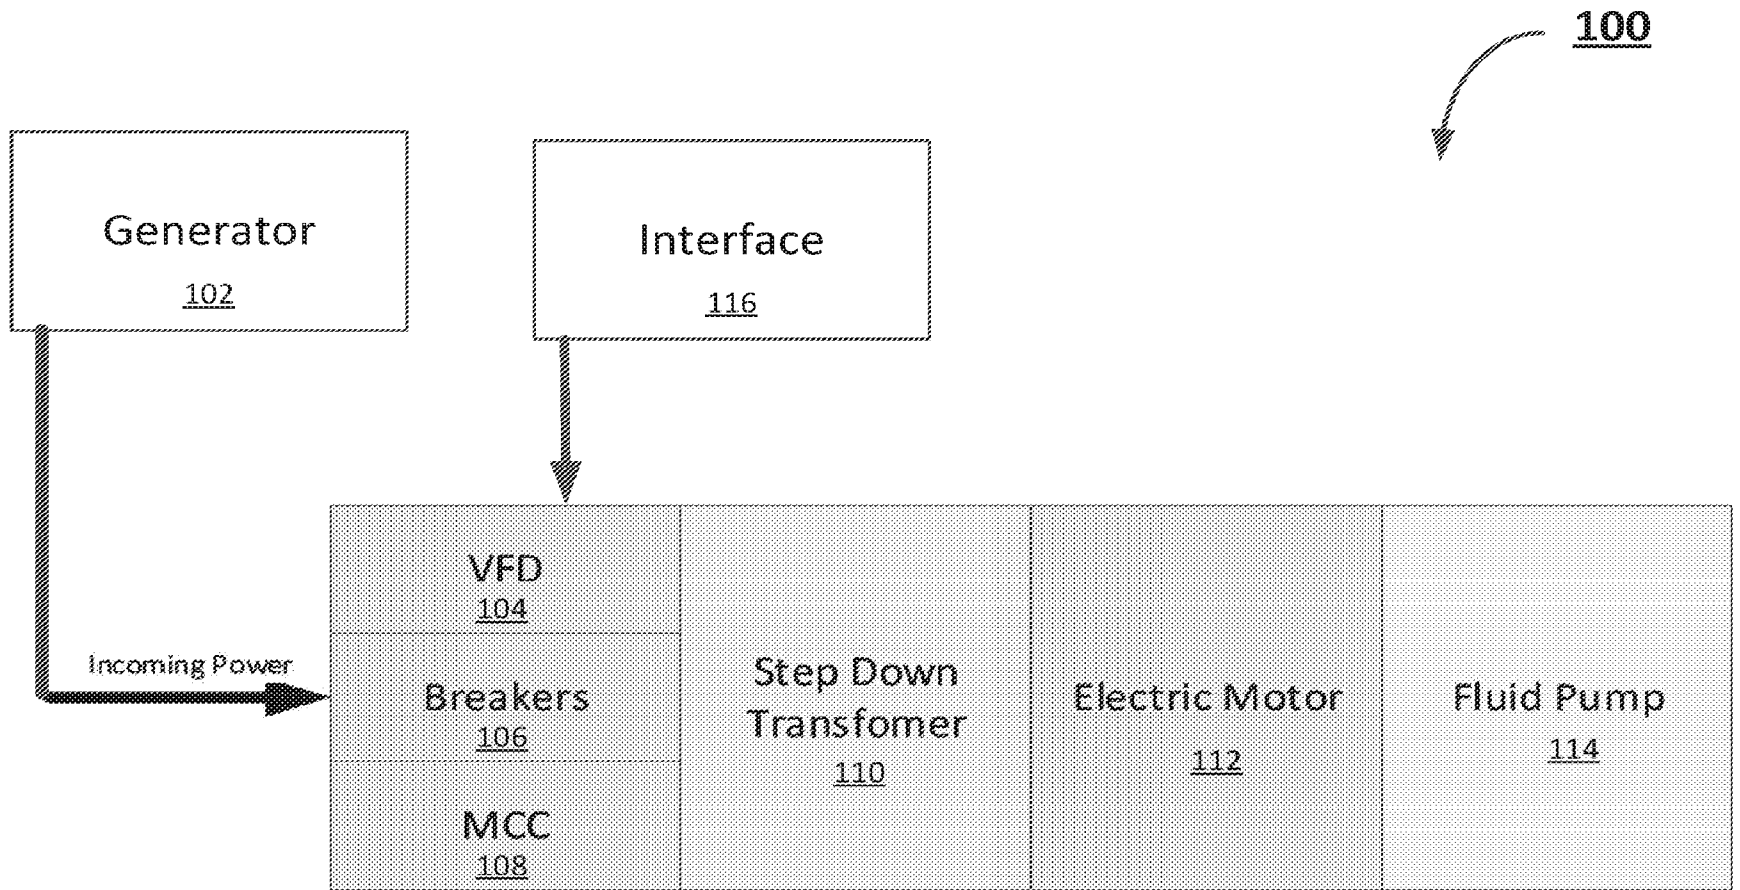 100
Generator
102
Interface
116
Incoming Power
VFD
104
Breakers
106
MCC
108
Step Down
Transfomer
110
Electric Motor
112
Fluid Pump
114